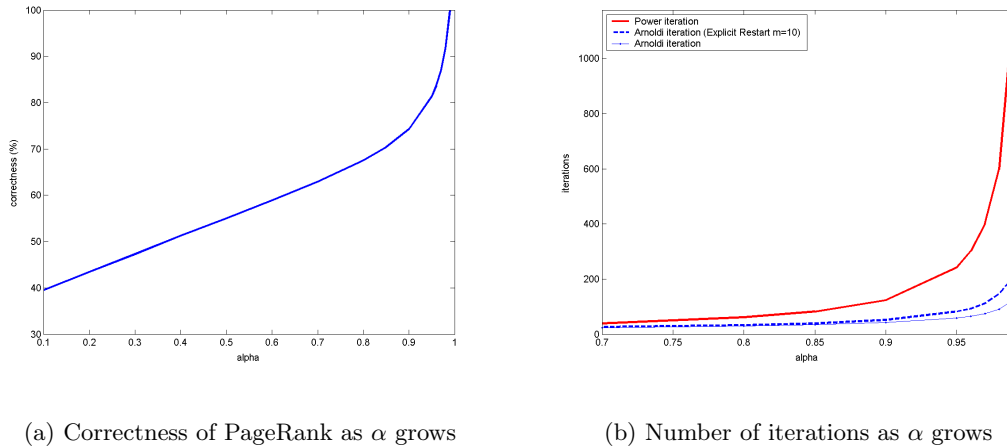 100
90
80
70
60
50
40
30
correctness (%)
0.1 0.2 0.3 0.4 0.5 0.6 0.7 0.8 0.9 1
alpha
(a) Correctness of PageRank as α grows
Power iteration
Arnoldi iteration (Explicit Restart m=10)
Arnoldi iteration
1000
800
600
400
200
0
iterations
0.7 0.75 0.8 0.85 0.9 0.95
alpha
(b) Number of iterations as α grows